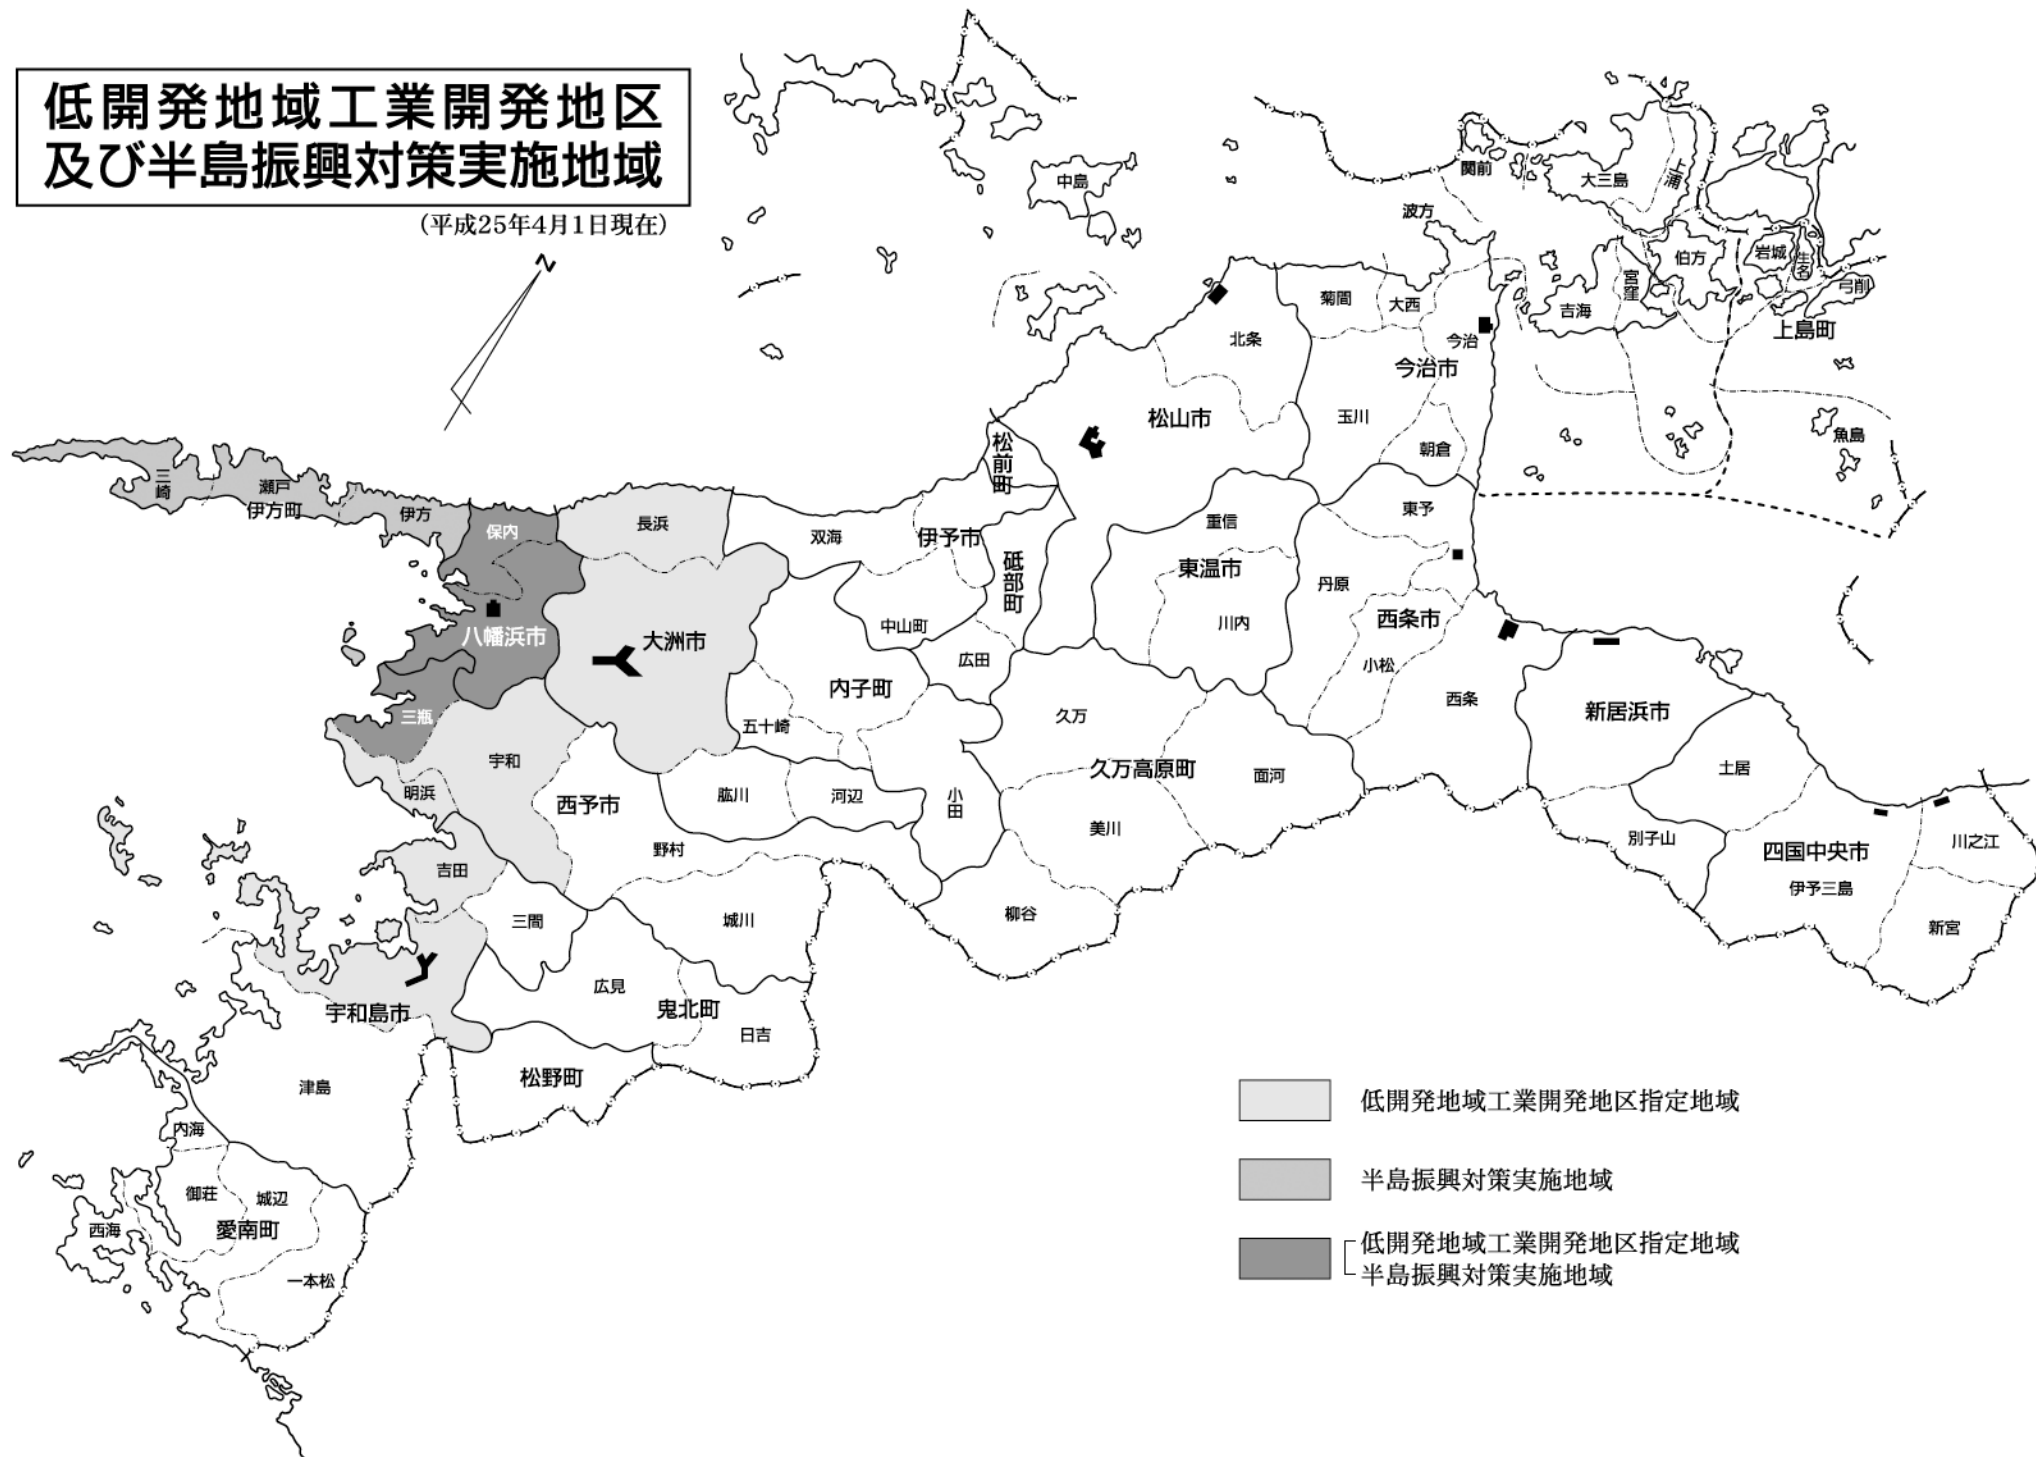 低開発地域工業開発地区
及び半島振興対策実施地域
(平成25年4月1日現在)
N
中島
関前
大三島
上浦
波方
伯方
岩城
生名
弓削
宮窪
吉海
上島町
菊間
大西
北条
今治
今治市
松山市
玉川
朝倉
魚島
松前町
三崎
瀬戸
伊方町
伊方
保内
長浜
双海
伊予市
重信
東予
砥部町
東温市
丹原
八幡浜市
大洲市
中山町
川内
西条市
広田
小松
内子町
三瓶
五十崎
久万
西条
新居浜市
宇和
久万高原町
面河
土居
明浜
西予市
肱川
河辺
小田
美川
別子山
川之江
野村
四国中央市
吉田
伊予三島
三間
城川
柳谷
新宮
広見
宇和島市
鬼北町
日吉
津島
松野町
内海
御荘
城辺
西海
愛南町
一本松
低開発地域工業開発地区指定地域
半島振興対策実施地域
低開発地域工業開発地区指定地域
半島振興対策実施地域